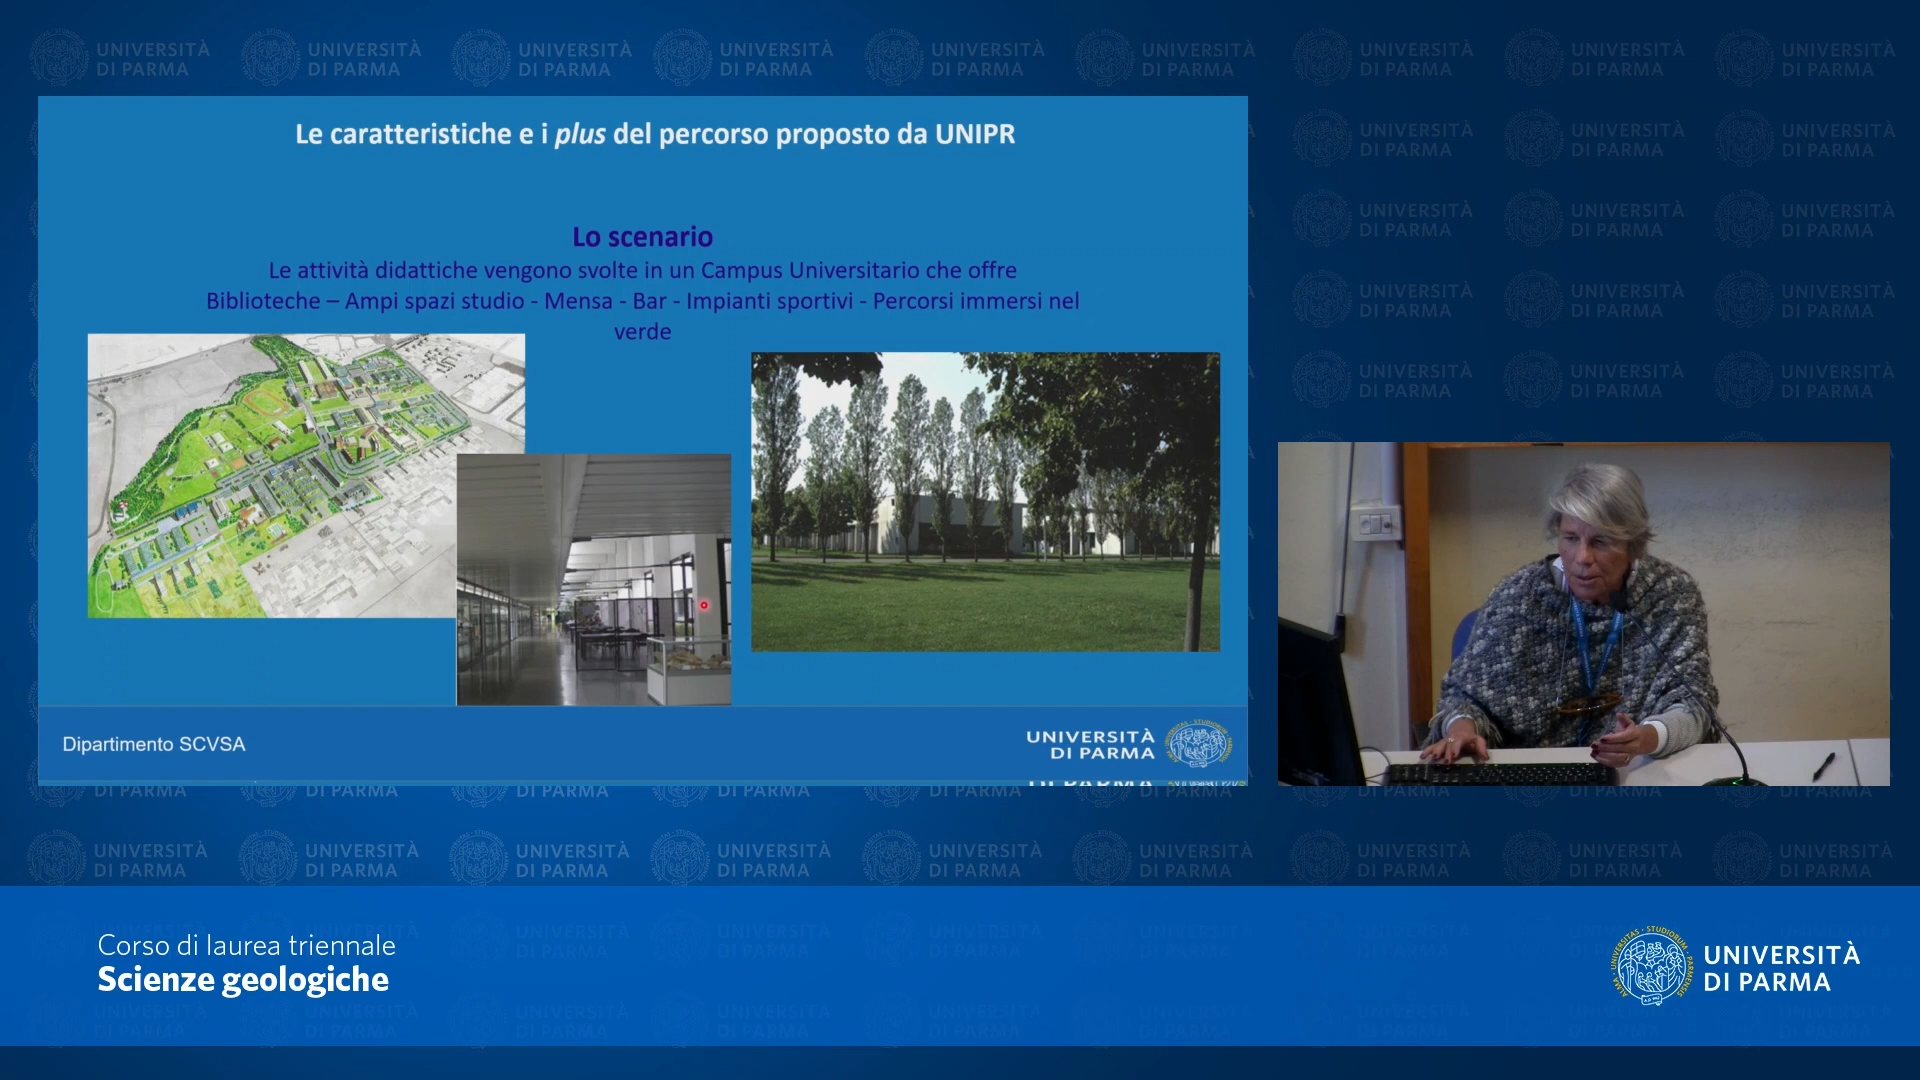 Le caratteristiche e i plus del percorso proposto da UNIPR
Lo scenario
Le attività didattiche vengono svolte in un Campus Universitario che offre
Biblioteche – Ampi spazi studio - Mensa - Bar - Impianti sportivi - Percorsi immersi nel
verde
Dipartimento SCVSA
UNIVERSITÀ
DI PARMA
Corso di laurea triennale
Scienze geologiche
UNIVERSITÀ
DI PARMA